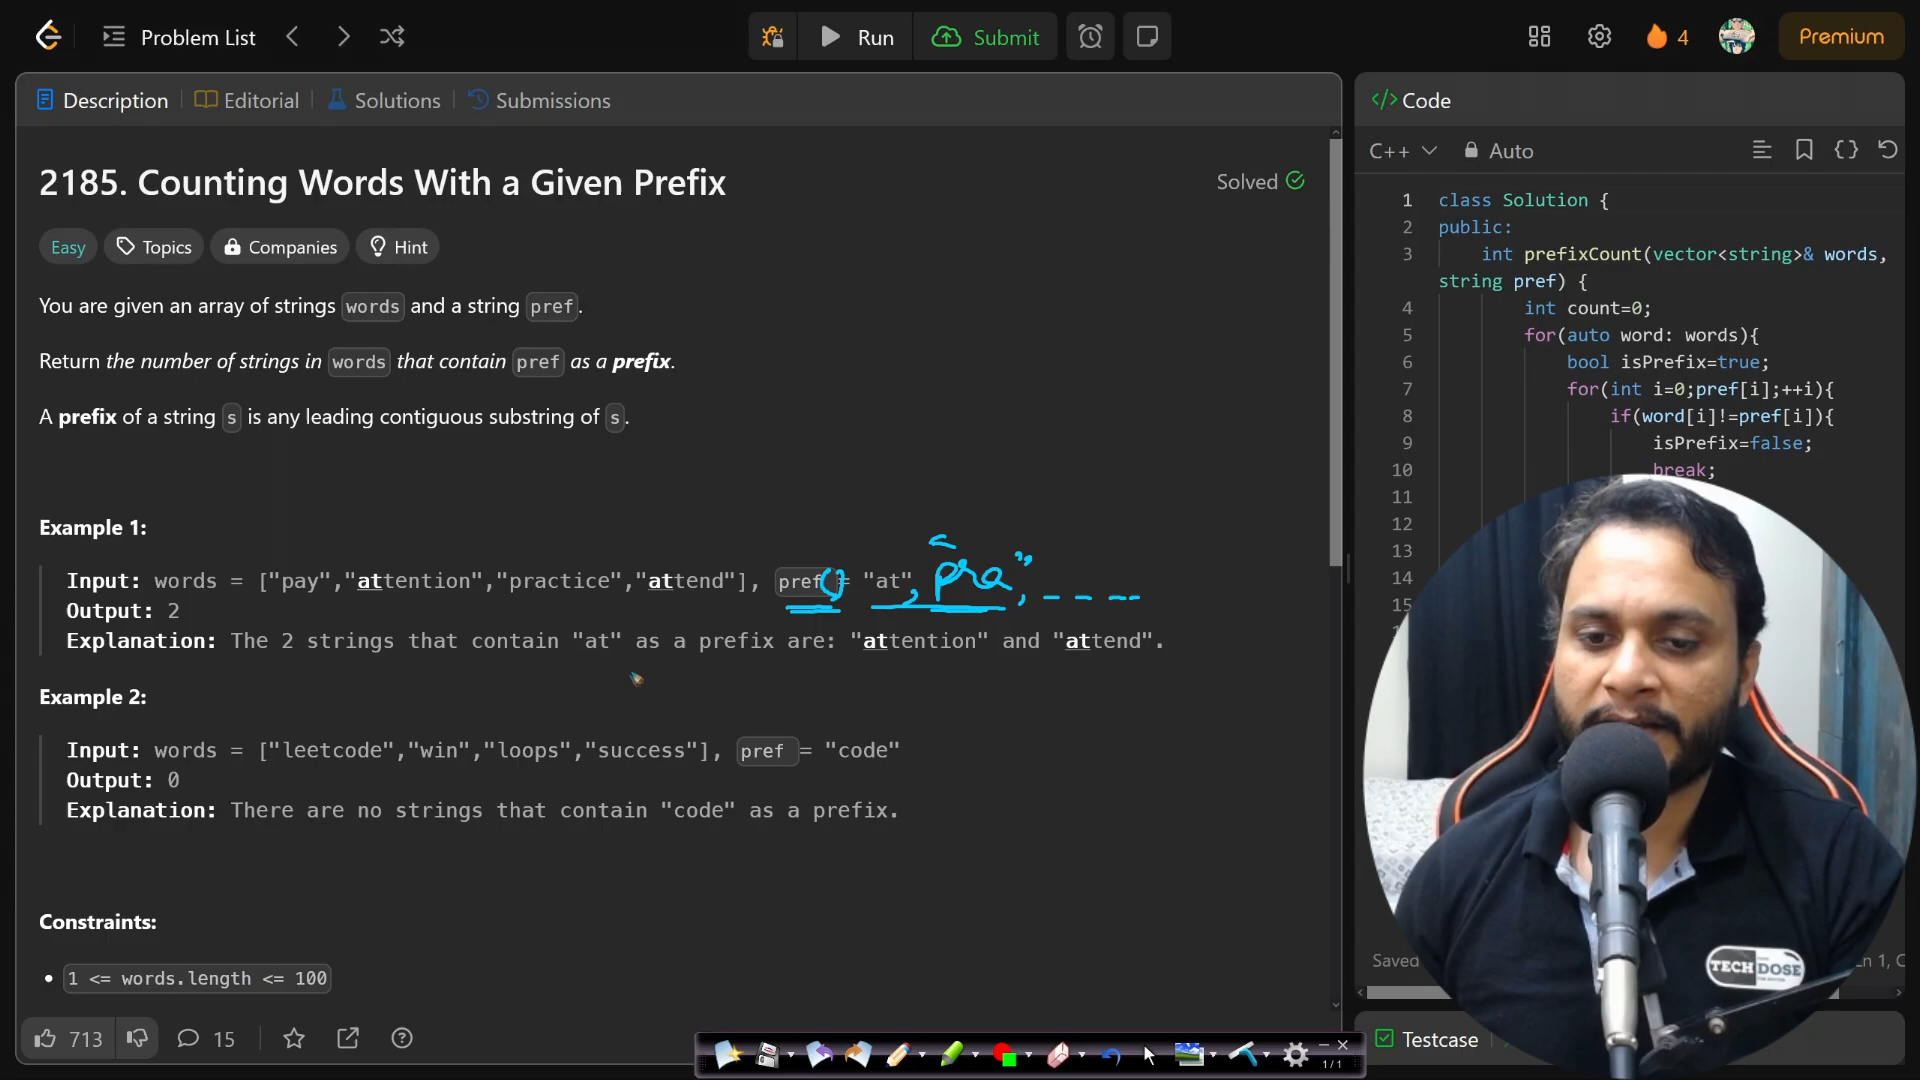 Problem List
Run
Submit
4
Premium
Description
Editorial
Solutions
Submissions
2185. Counting Words With a Given Prefix
Solved
Easy
Topics
Companies
Hint
You are given an array of strings words and a string pref.
Return the number of strings in words that contain pref as a prefix.
A prefix of a string s is any leading contiguous substring of s.
Example 1:
Input: words = ["pay","attention","practice","attend"], pref() = "at", "pra", - - - -
Output: 2
Explanation: The 2 strings that contain "at" as a prefix are: "attention" and "attend".
Example 2:
Input: words = ["leetcode","win","loops","success"], pref = "code"
Output: 0
Explanation: There are no strings that contain "code" as a prefix.
Constraints:
1 <= words.length <= 100
713
15
</> Code
C++
Auto
1 class Solution {
2 public:
3 int prefixCount(vector<string>& words,
string pref) {
4 int count=0;
5 for(auto word: words){
6 bool isPrefix=true;
7 for(int i=0;pref[i];++i){
8 if(word[i]!=pref[i]){
9 isPrefix=false;
10 break;
11
12
13
14
15
Saved
Ln 1, C
Testcase
TECH DOSE
1/1